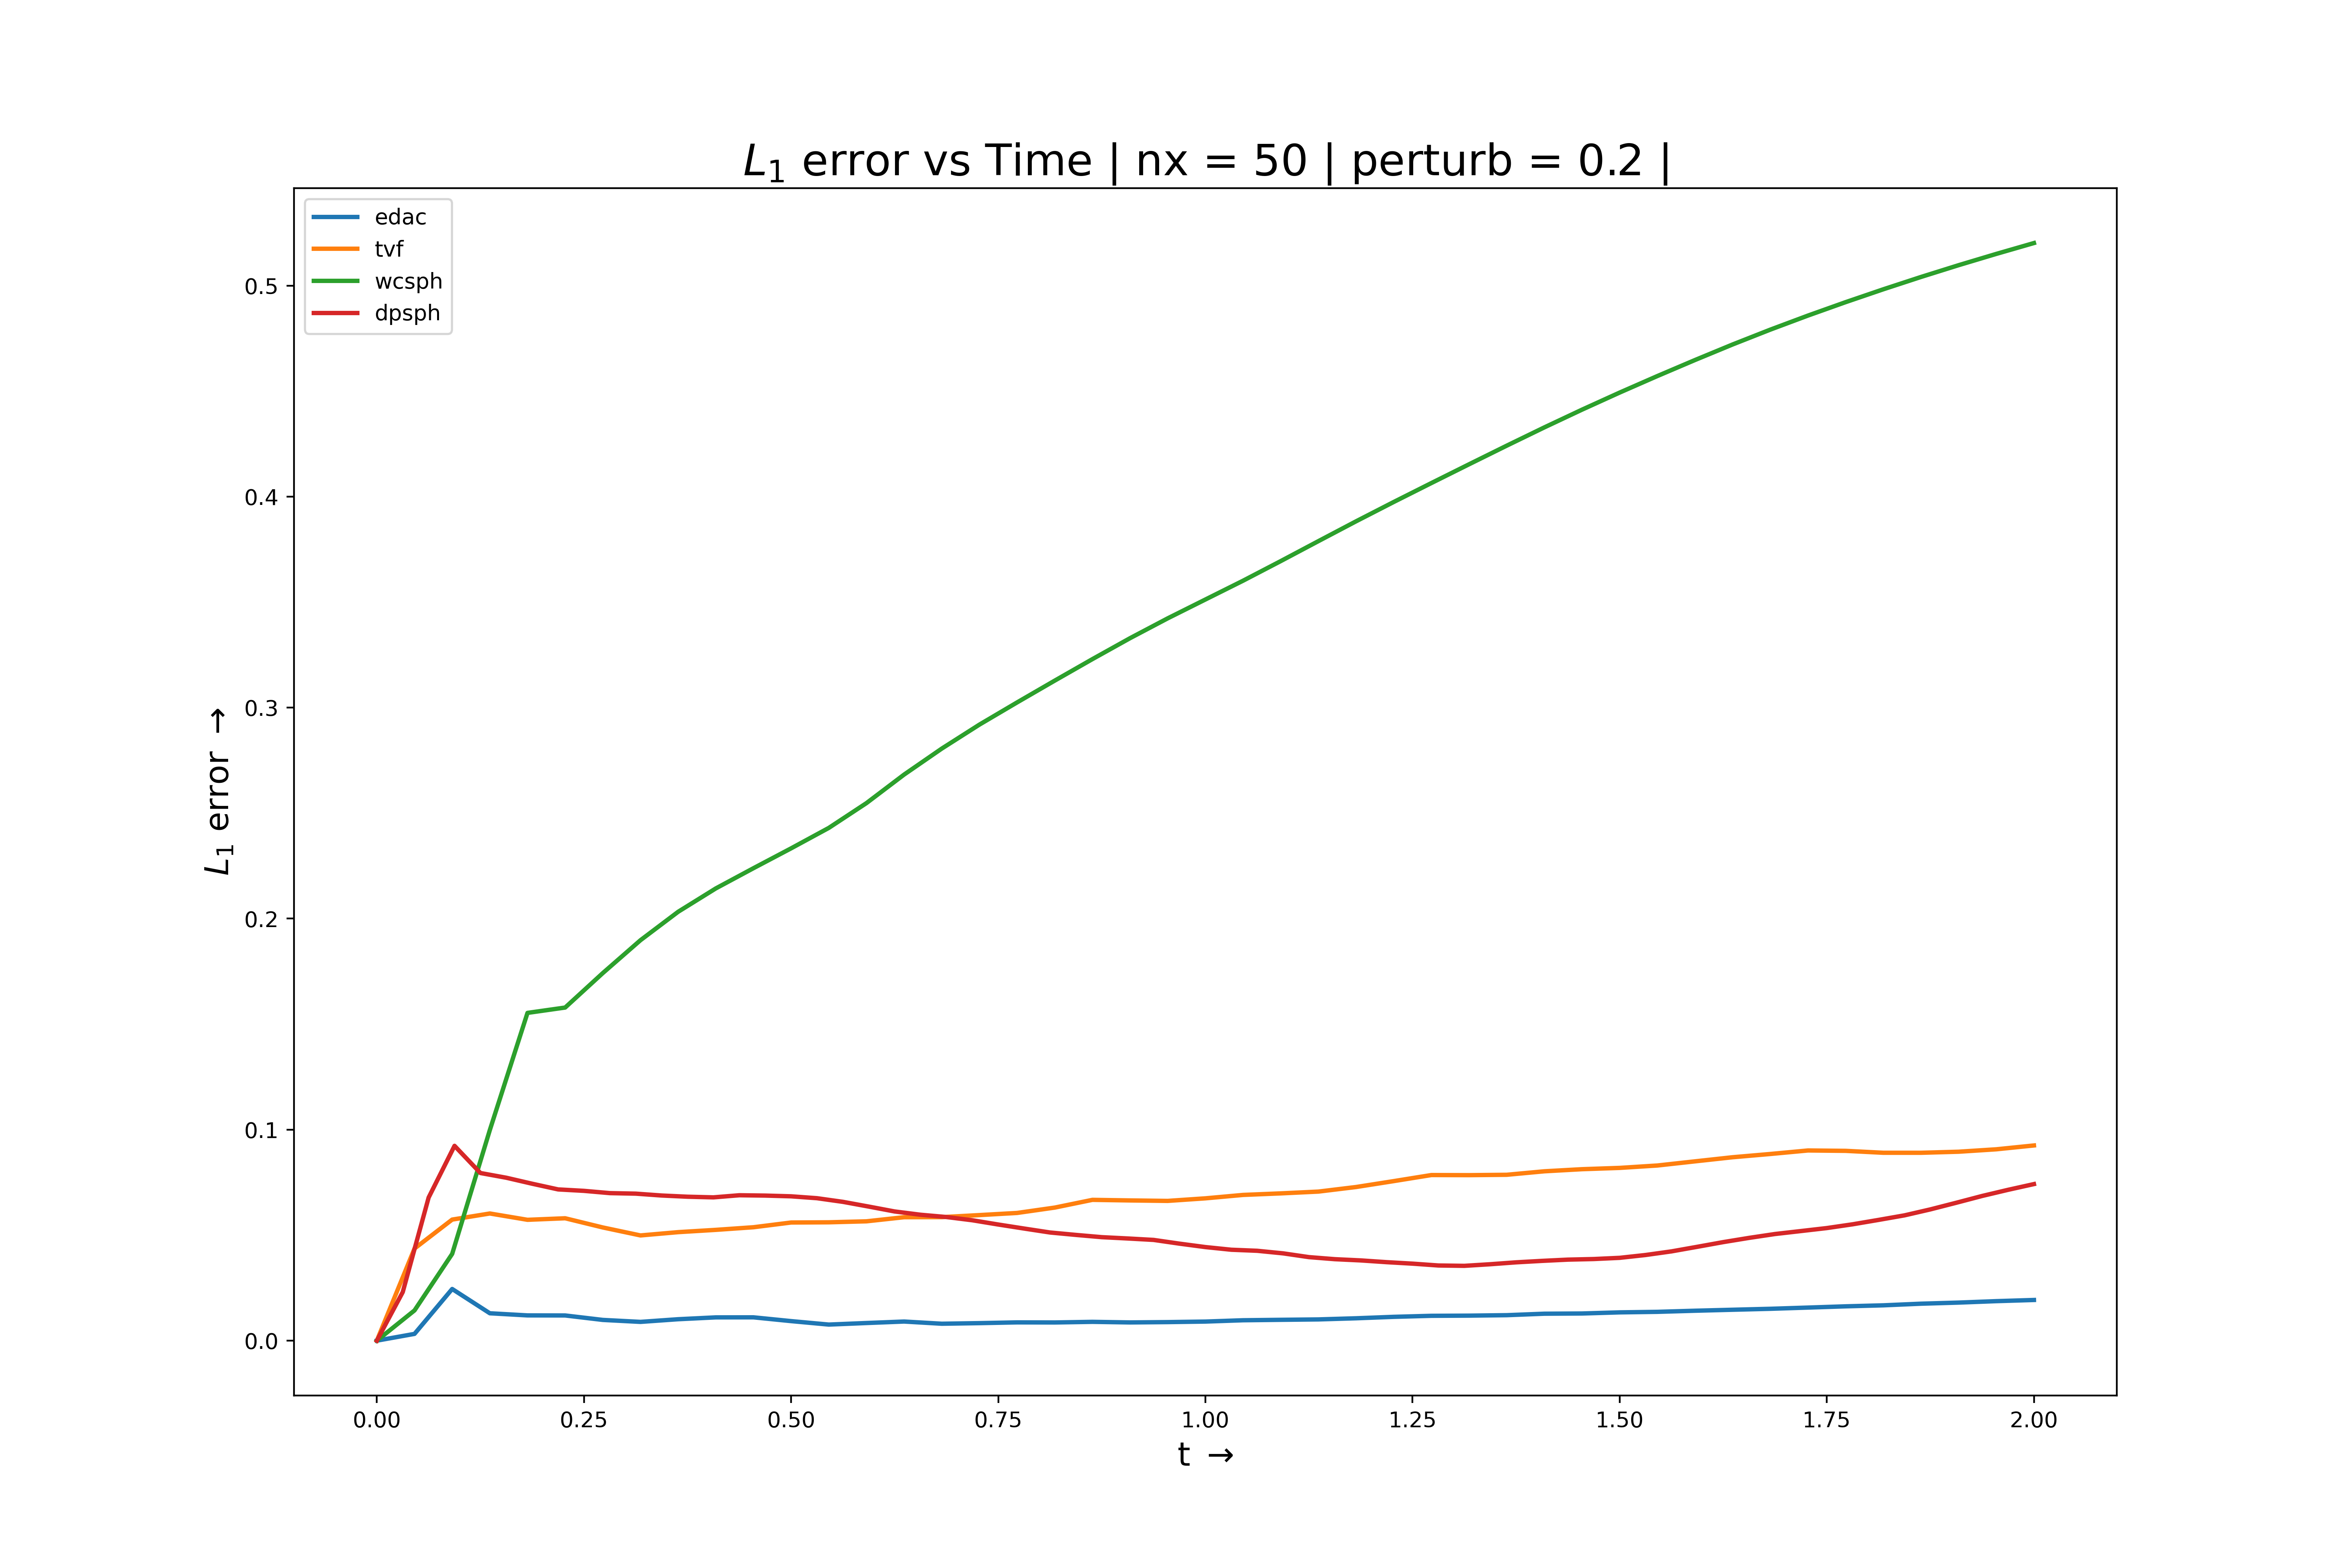 L₁ error vs Time | nx = 50 | perturb = 0.2 |
edac
tvf
wcsph
dpsph
L₁ error →
0.5
0.4
0.3
0.2
0.1
0.0
0.00 0.25 0.50 0.75 1.00 1.25 1.50 1.75 2.00
t →